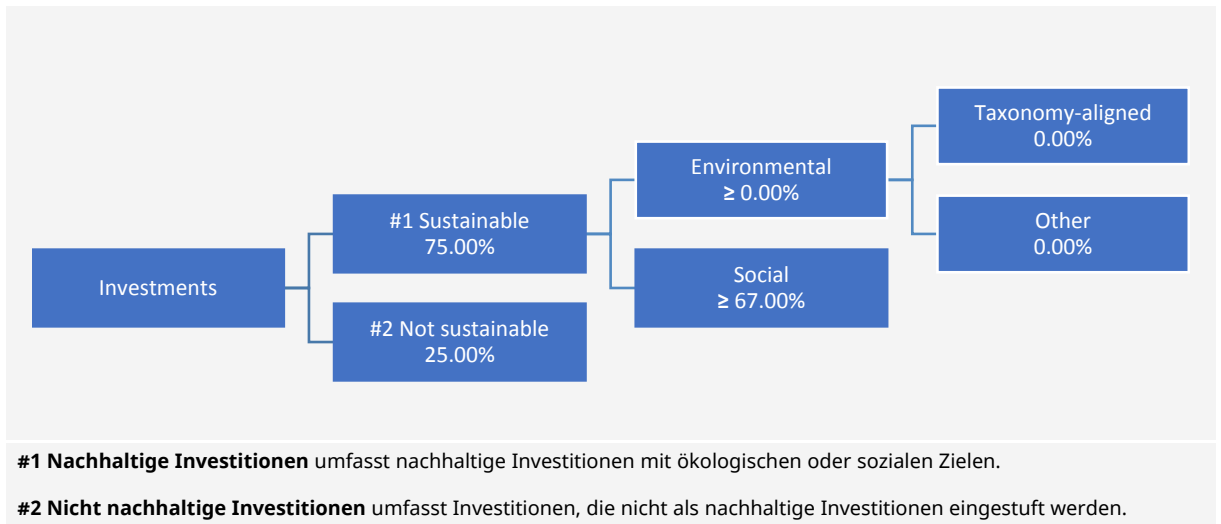 Investments
#1 Sustainable
75.00%
#2 Not sustainable
25.00%
Environmental
≥ 0.00%
Social
≥ 67.00%
Taxonomy-aligned
0.00%
Other
0.00%
#1 Nachhaltige Investitionen umfasst nachhaltige Investitionen mit ökologischen oder sozialen Zielen.
#2 Nicht nachhaltige Investitionen umfasst Investitionen, die nicht als nachhaltige Investitionen eingestuft werden.